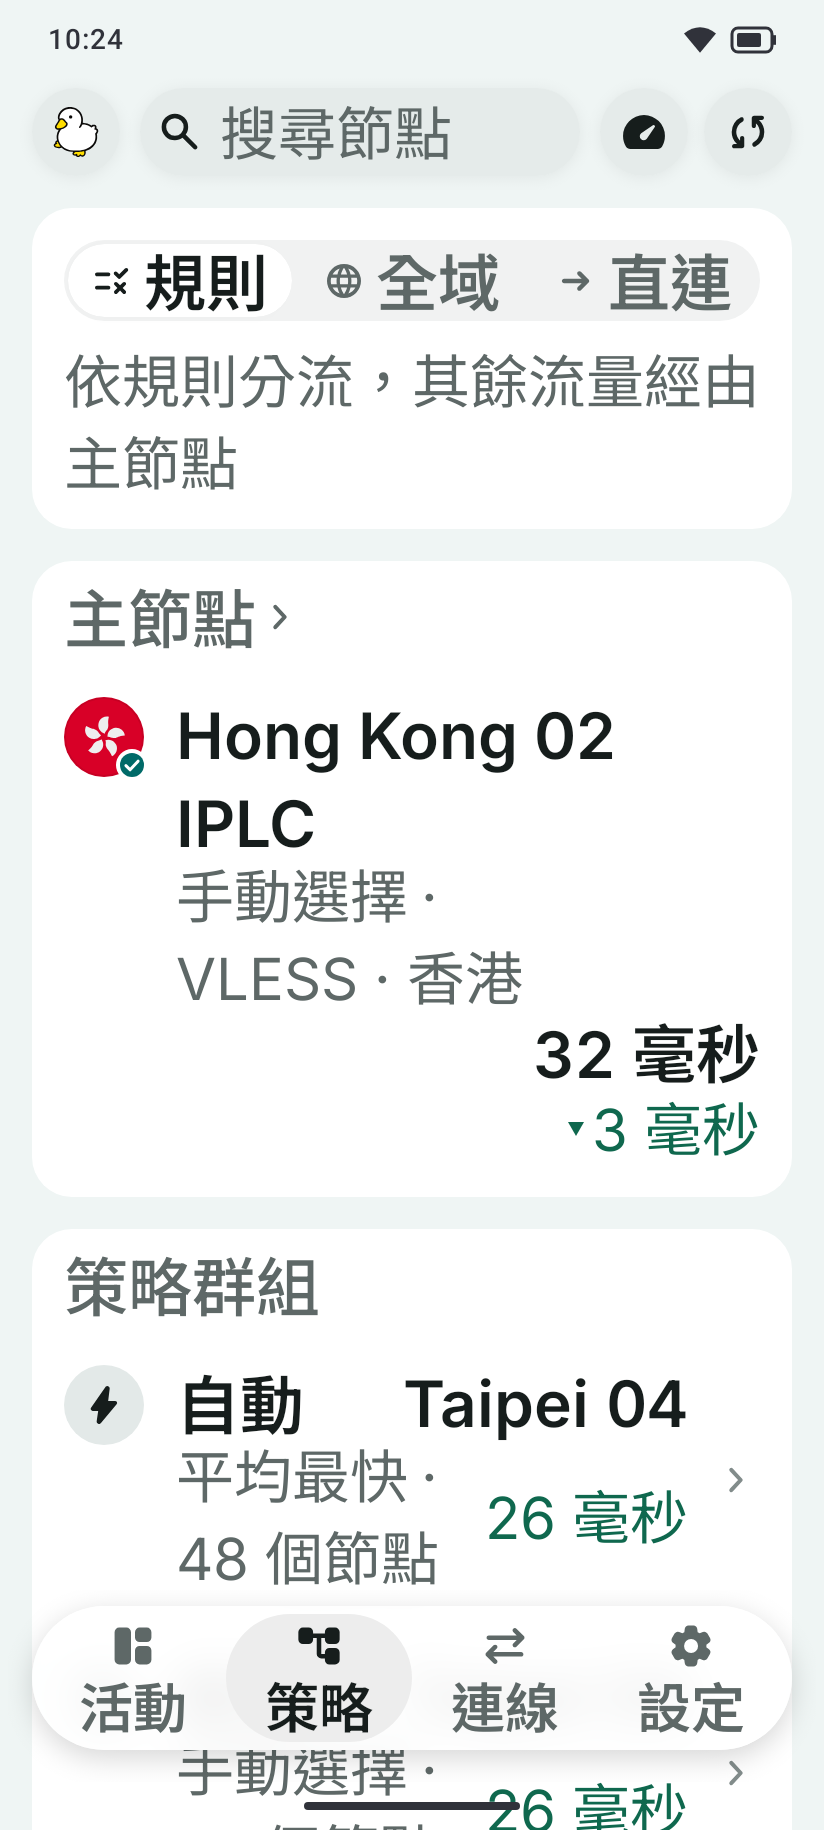 10:24
搜尋節點
規則
全域
直連
依規則分流，其餘流量經由
主節點
主節點
Hong Kong 02
IPLC
手動選擇 ·
VLESS · 香港
32 毫秒
▼3 毫秒
策略群組
自動
Taipei 04
平均最快 ·
48 個節點
26 毫秒
活動
策略
連線
設定
手動選擇 ·
26 毫秒